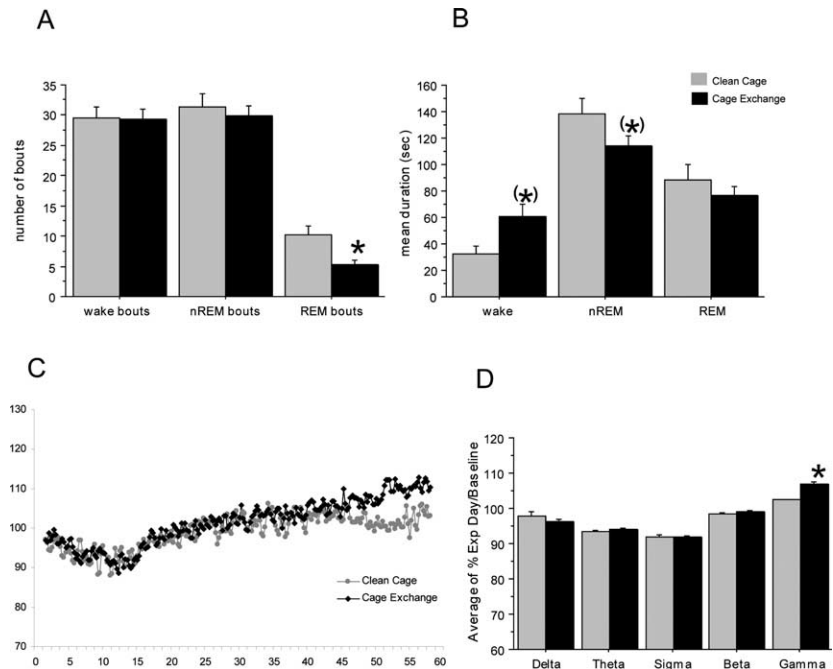 A
number of bouts
35
30
25
20
15
10
5
0
*
wake bouts nREM bouts REM bouts
B
Clean Cage
Cage Exchange
mean duration (sec)
160
140
120
100
80
60
40
20
0
(*)
(*)
wake nREM REM
C
130
120
110
100
90
80
70
Clean Cage
Cage Exchange
0 5 10 15 20 25 30 35 40 45 50 55 60
D
Average of % Exp Day/Baseline
120
110
100
90
80
70
60
*
Delta Theta Sigma Beta Gamma